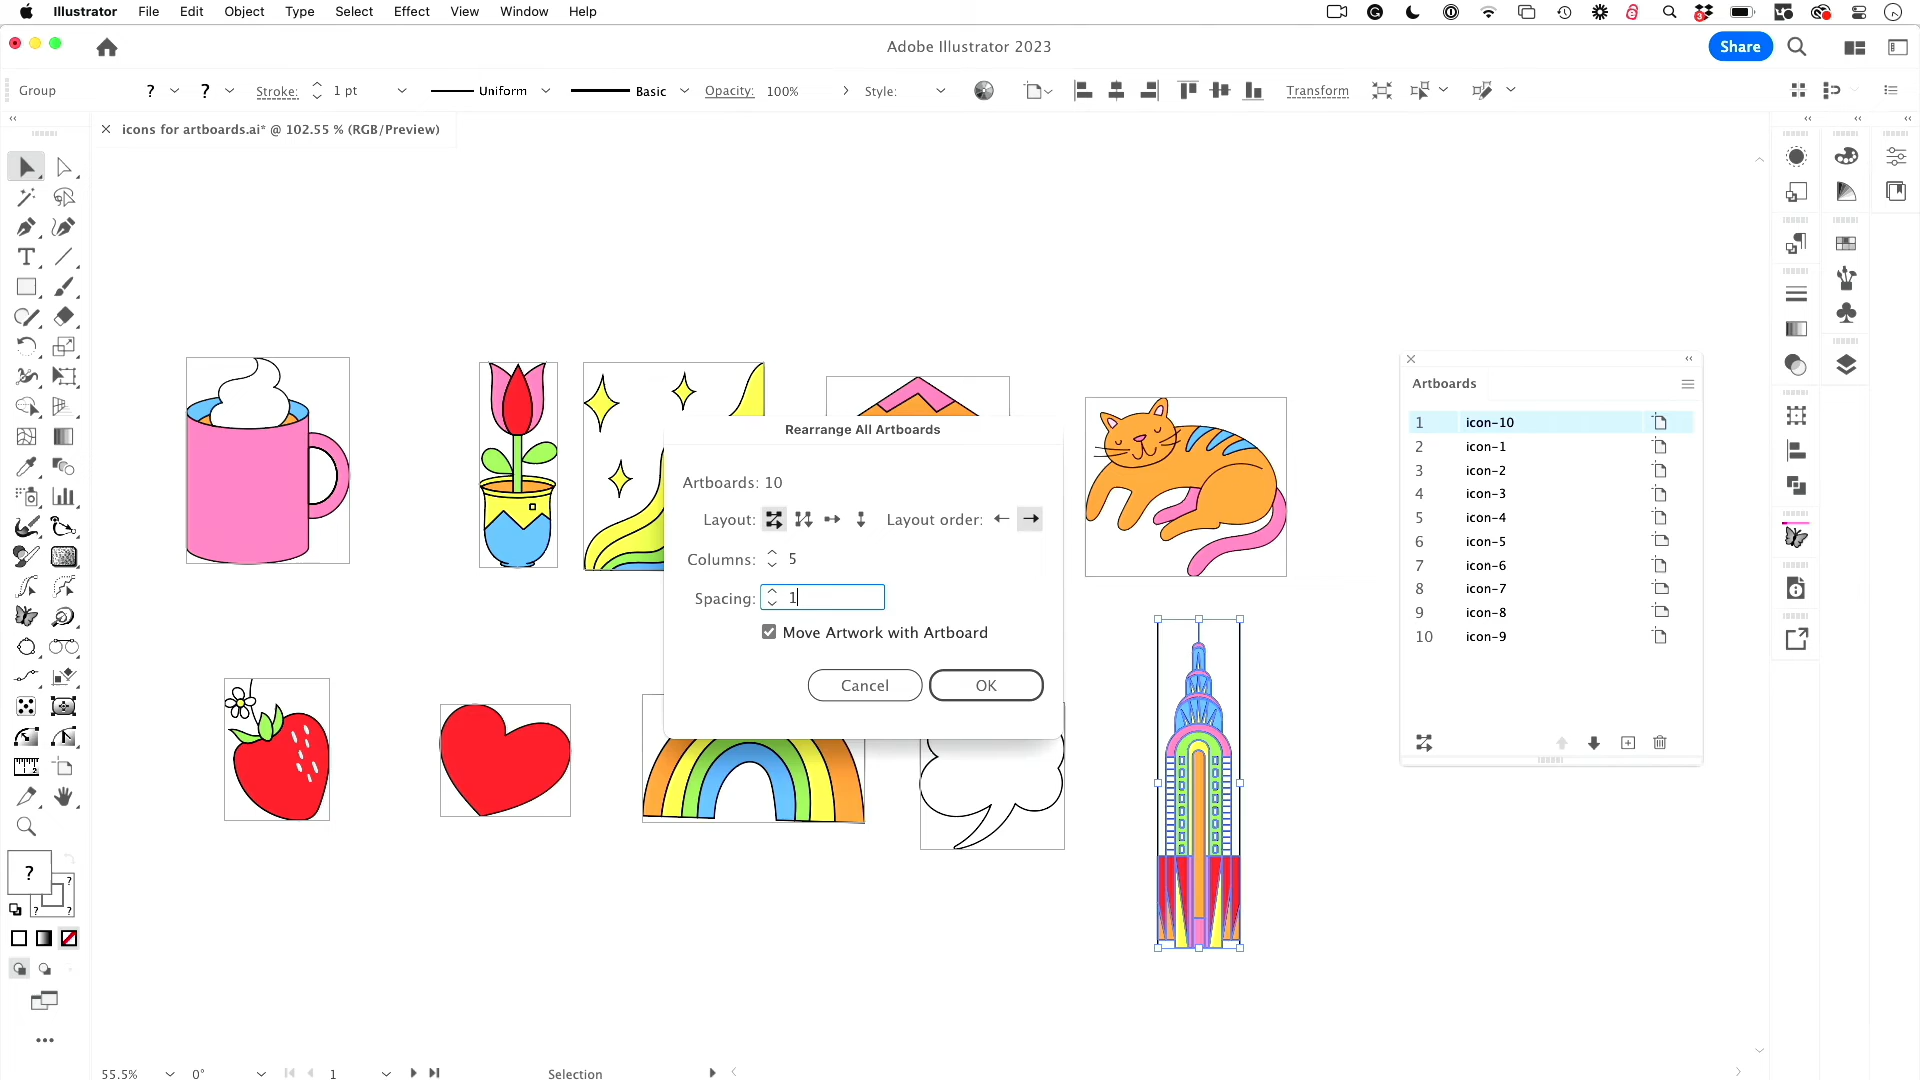 Illustrator File Edit Object Type Select Effect View Window Help
Adobe Illustrator 2023
Share
Group ? ? Stroke: 1 pt Uniform Basic Opacity: 100% Style: Transform
icons for artboards.ai* @ 102.55 % (RGB/Preview)
Artboards
1 icon-10
2 icon-1
3 icon-2
4 icon-3
5 icon-4
6 icon-5
7 icon-6
8 icon-7
9 icon-8
10 icon-9
Rearrange All Artboards
Artboards: 10
Layout: Layout order:
Columns: 5
Spacing: 1
Move Artwork with Artboard
Cancel OK
?
?
? ?
55.5% 0° 1 Selection